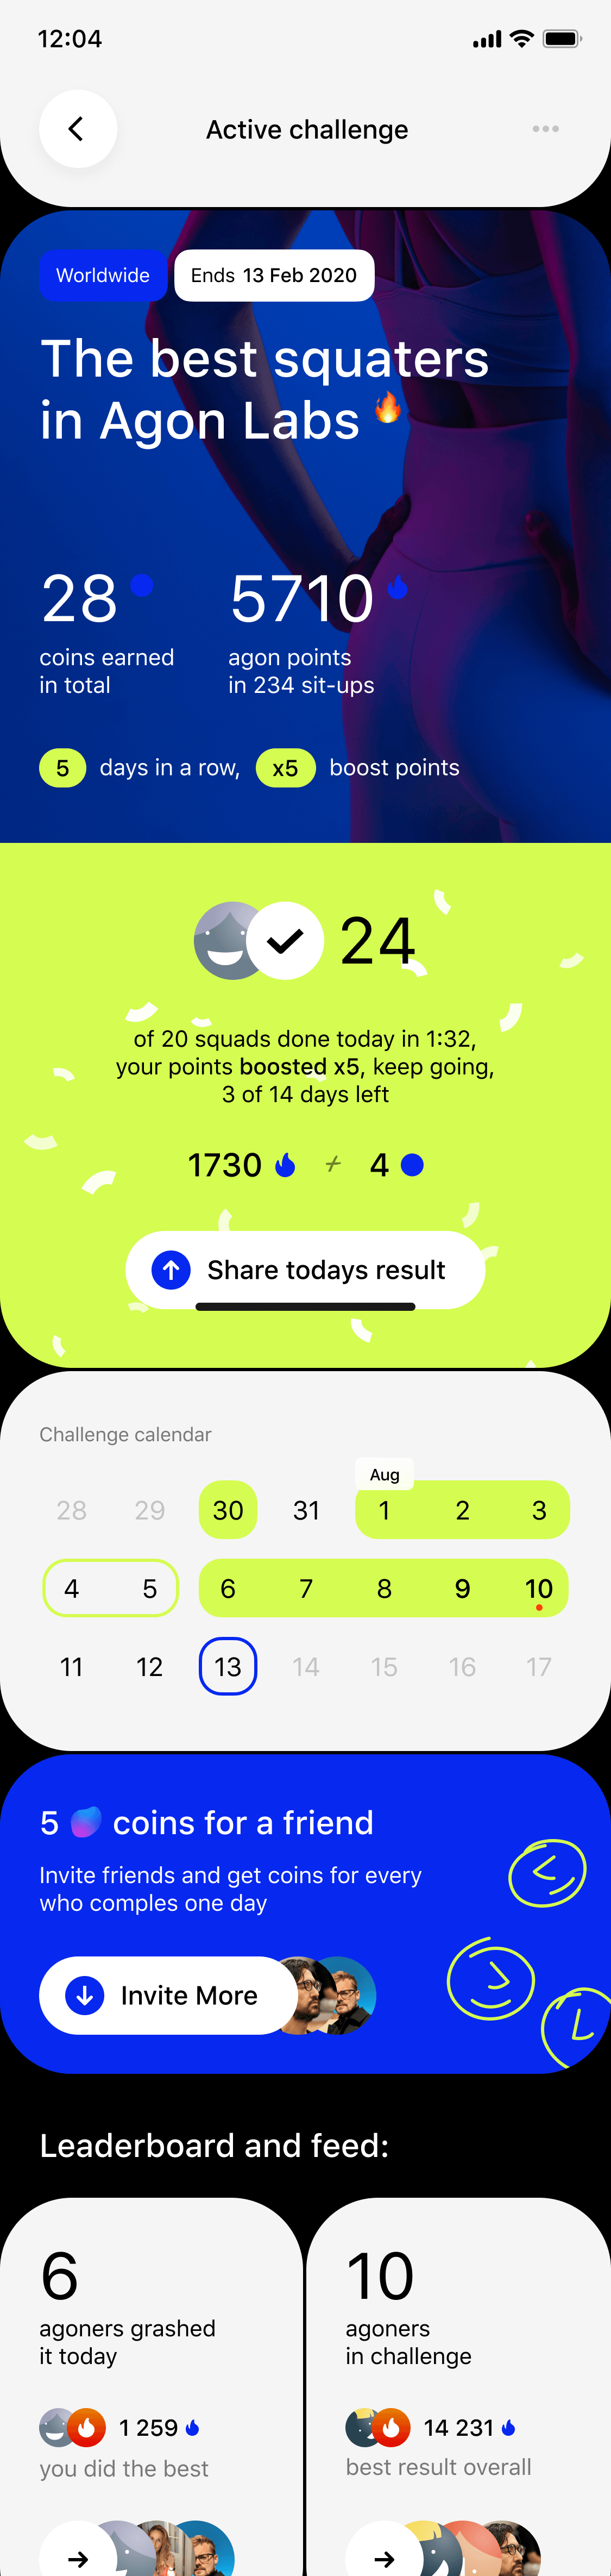 12:04
Active challenge
Worldwide
Ends 13 Feb 2020
The best squaters
in Agon Labs
28
5710
coins earned
in total
agon points
in 234 sit-ups
5 days in a row, x5 boost points
24
of 20 squads done today in 1:32,
your points boosted x5, keep going,
3 of 14 days left
1730 + 4
Share todays result
Challenge calendar
Aug
28 29 30 31 1 2 3
4 5 6 7 8 9 10
11 12 13 14 15 16 17
5 coins for a friend
Invite friends and get coins for every
who comples one day
Invite More
Leaderboard and feed:
6
agoners grashed
it today
1 259
you did the best
10
agoners
in challenge
14 231
best result overall